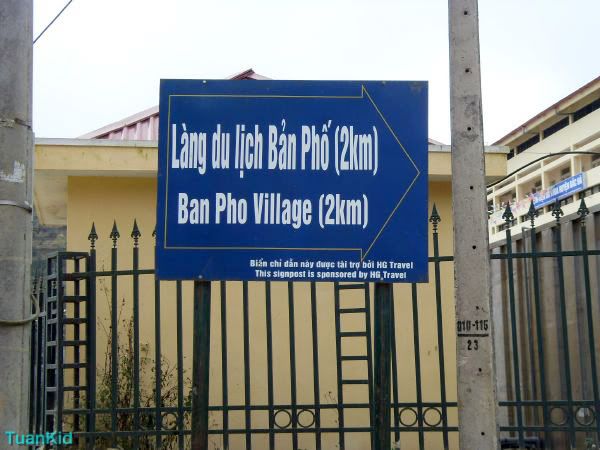 Làng du lịch Bản Phố (2km)
Ban Pho Village (2km)
Biển chỉ dẫn này được tài trợ bởi HG Travel
This signpost is sponsored by HG Travel
010-115
23
TuanKid